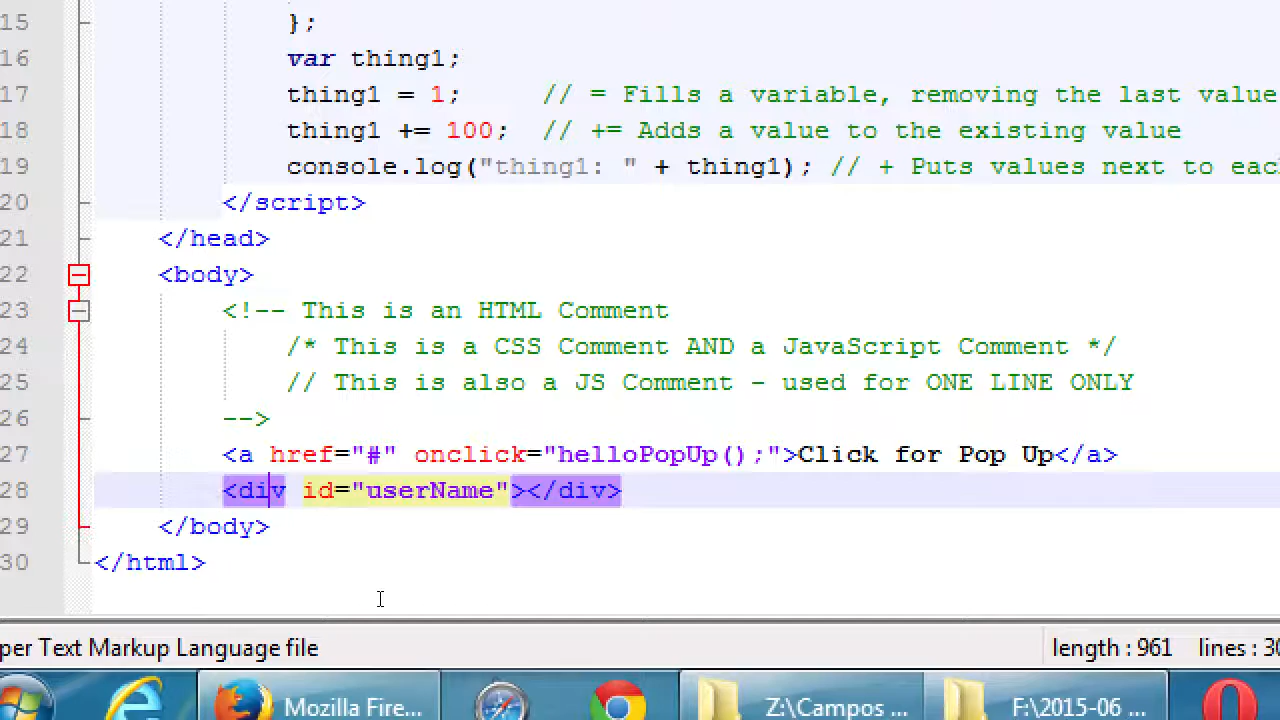 15 };
16 var thing1;
17 thing1 = 1; // = Fills a variable, removing the last value
18 thing1 += 100; // += Adds a value to the existing value
19 console.log("thing1: " + thing1); // + Puts values next to eac
20 </script>
21 </head>
22 <body>
23 <!-- This is an HTML Comment
24 /* This is a CSS Comment AND a JavaScript Comment */
25 // This is also a JS Comment - used for ONE LINE ONLY
26 -->
27 <a href="#" onclick="helloPopUp();">Click for Pop Up</a>
28 <div id="userName"></div>
29 </body>
30 </html>
per Text Markup Language file length : 961 lines : 30
Mozilla Fire... Z:\Campos ... F:\2015-06 ...